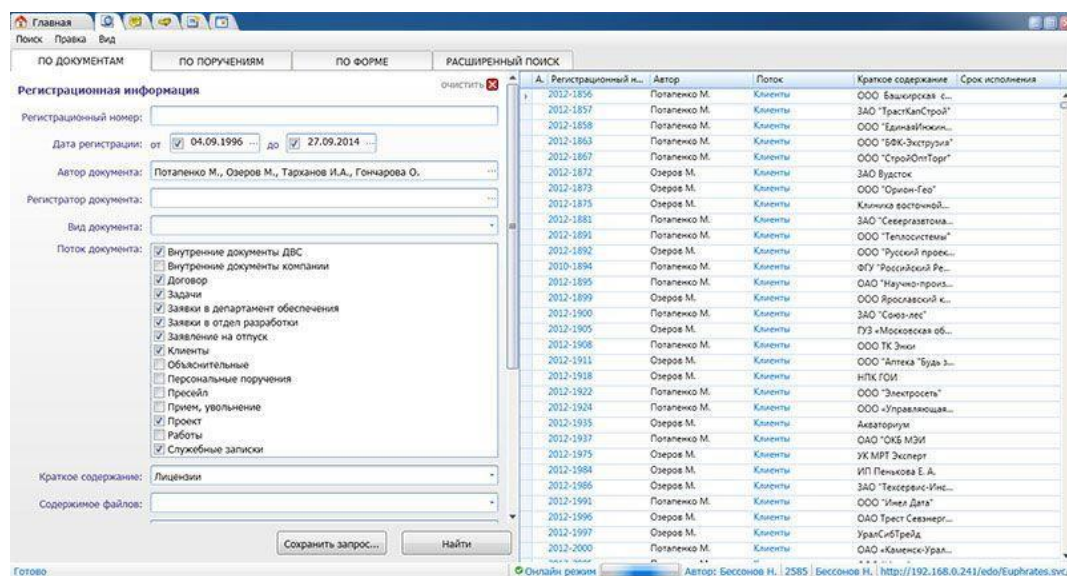 Главная
Поиск Правка Вид
ПО ДОКУМЕНТАМ ПО ПОРУЧЕНИЯМ ПО ФОРМЕ РАСШИРЕННЫЙ ПОИСК
очистить
Регистрационная информация
Регистрационный номер:
Дата регистрации: от 04.09.1996 ... до 27.09.2014 ...
Автор документа: Потапенко М., Озеров М., Тарханов И.А., Гончарова О. ...
Регистратор документа: ...
Вид документа:
Поток документа: Внутренние документы ДВС
Внутренние документы компании
Договор
Задачи
Заявки в департамент обеспечения
Заявки в отдел разработки
Заявление на отпуск
Клиенты
Объяснительные
Персональные поручения
Пресейл
Прием, увольнение
Проект
Работы
Служебные записки
Краткое содержание: Лицензии
Содержимое файлов:
Сохранить запрос... Найти
А. Регистрационный н... Автор Поток Краткое содержание Срок исполнения
2012-1856 Потапенко М. Клиенты ООО Башкирская с...
2012-1857 Потапенко М. Клиенты ЗАО "ТрастКапСтрой"
2012-1858 Потапенко М. Клиенты ООО "ЕдинаяИнжин...
2012-1863 Потапенко М. Клиенты ООО "БФК-Экструзия"
2012-1867 Потапенко М. Клиенты ООО "СтройОптТорг"
2012-1872 Озеров М. Клиенты ЗАО Вудсток
2012-1873 Озеров М. Клиенты ООО "Орион-Гео"
2012-1875 Озеров М. Клиенты Клиника восточной...
2012-1881 Потапенко М. Клиенты ЗАО "Севергазавтома...
2012-1891 Потапенко М. Клиенты ООО "Теплосистемы"
2012-1892 Озеров М. Клиенты ООО "Русский проек...
2010-1894 Потапенко М. Клиенты ФГУ "Российский Ре...
2012-1895 Потапенко М. Клиенты ОАО "Научно-произ...
2012-1899 Озеров М. Клиенты ООО Ярославский к...
2012-1900 Потапенко М. Клиенты ЗАО "Союз-лес"
2012-1905 Озеров М. Клиенты ГУЗ «Московская об...
2012-1908 Потапенко М. Клиенты ООО ТК Энки
2012-1911 Озеров М. Клиенты ООО "Аптека "Будь з...
2012-1918 Озеров М. Клиенты НПК ГОИ
2012-1922 Потапенко М. Клиенты ООО "Электросеть"
2012-1924 Потапенко М. Клиенты ООО «Управляющая...
2012-1935 Озеров М. Клиенты Акваториум
2012-1937 Потапенко М. Клиенты ОАО "ОКБ МЭИ
2012-1975 Озеров М. Клиенты УК МРТ Эксперт
2012-1984 Озеров М. Клиенты ИП Пенькова Е. А.
2012-1986 Озеров М. Клиенты ЗАО "Техсервис-Инс...
2012-1991 Потапенко М. Клиенты ООО "Инел Дата"
2012-1996 Озеров М. Клиенты ОАО Трест Севэнерг...
2012-1997 Озеров М. Клиенты УралСибТрейд
2012-2000 Потапенко М. Клиенты ОАО «Каменск-Урал...
Готово Онлайн режим Автор: Бессонов Н. 2585 Бессонов Н. http://192.168.0.241/edo/Euphrates.svc